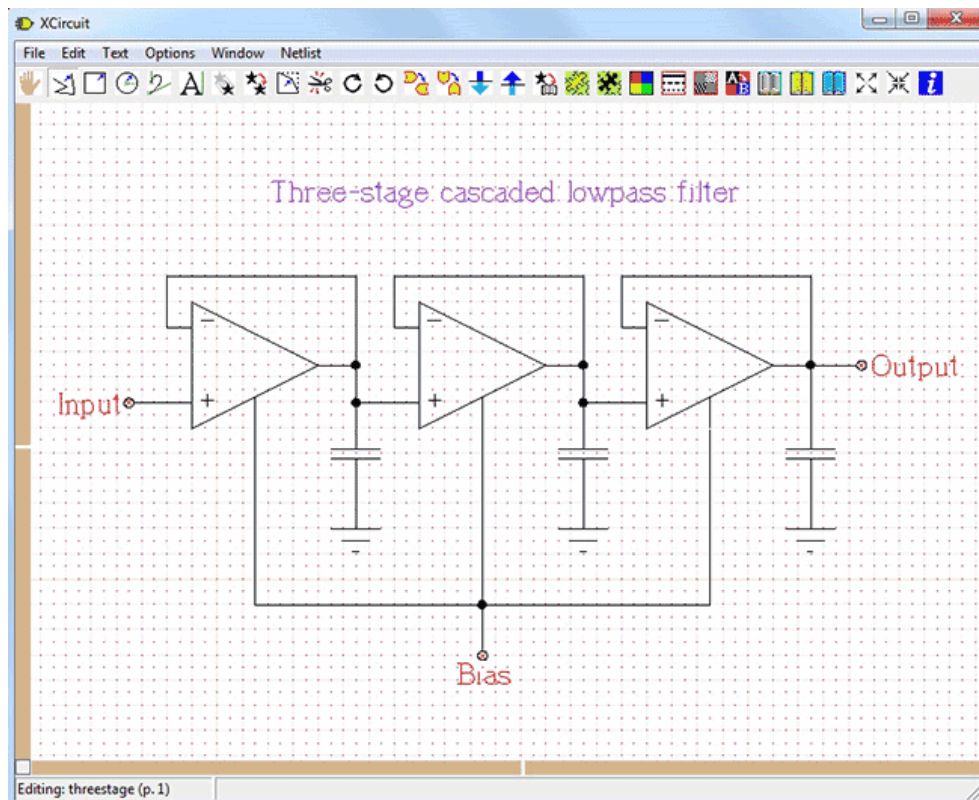 XCircuit
File Edit Text Options Window Netlist
Three-stage cascaded lowpass filter
Input
Output
Bias
Editing: threestage (p. 1)